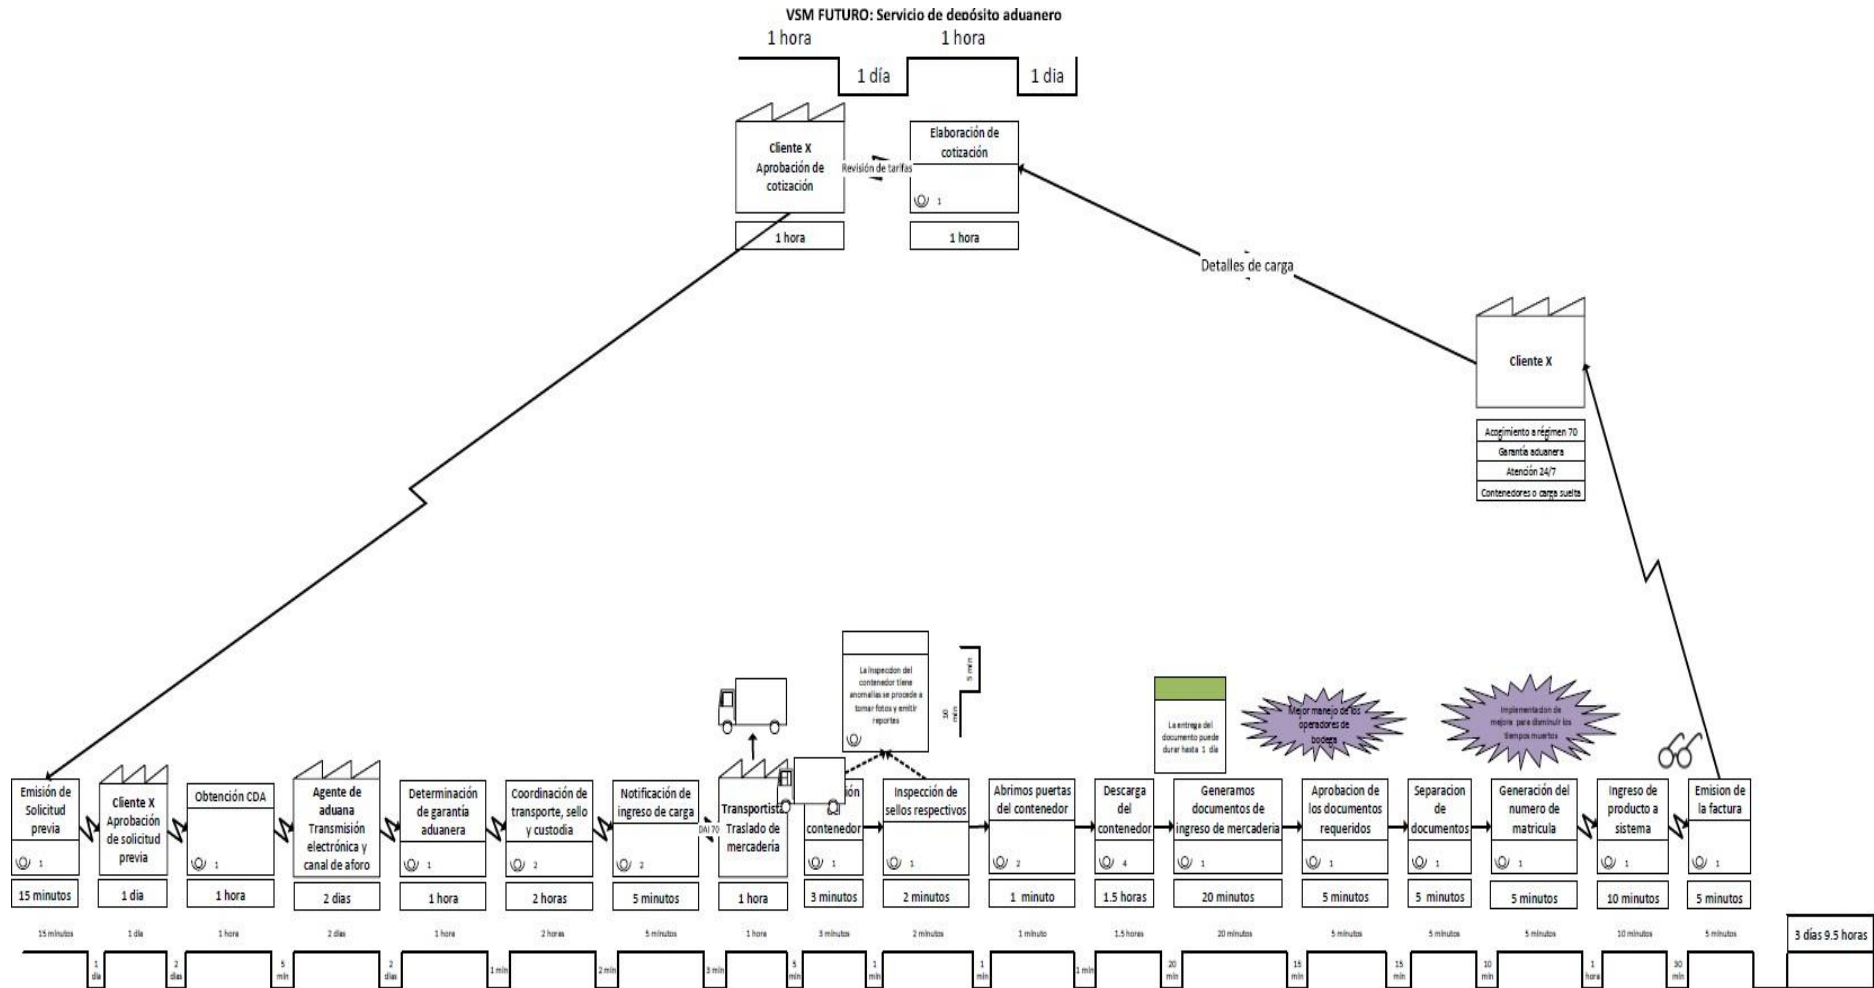 VSM FUTURO: Servicio de depósito aduanero
1 hora
1 hora
1 día
1 dia
Cliente X
Aprobación de
cotización
1 hora
Revisión de tarifas
Elaboración de
cotización
1
1 hora
Detalles de carga
Cliente X
Acogimiento a régimen 70
Garantía aduanera
Atención 24/7
Contenedores o carga suelta
La inspeccion del
contenedor tiene
anomalias se procede a
tomar fotos y emitir
reportes
5 min
10
min
La entrega del
documento puede
durar hasta 1 dia
Mejor manejo de los
operadores de
bodega
Implementacion de
mejora para disminuir los
tiempos muertos
Emisión de
Solicitud
previa
1
15 minutos
Cliente X
Aprobación
de solicitud
previa
1 dia
Obtención CDA
1
1 hora
Agente de
aduana
Transmisión
electrónica y
canal de aforo
2 dias
Determinación
de garantía
aduanera
1
1 hora
Coordinación de
transporte, sello
y custodia
2
2 horas
Notificación de
ingreso de carga
2
5 minutos
DAI 70
Transportista
Traslado de
mercadería
1 hora
contenedor
1
3 minutos
Inspección de
sellos respectivos
1
2 minutos
Abrimos puertas
del contenedor
2
1 minuto
Descarga
del
contenedor
4
1.5 horas
Generamos
documentos de
ingreso de mercaderia
1
20 minutos
Aprobacion de
los documentos
requeridos
1
5 minutos
Separacion
de
documentos
1
5 minutos
Generación del
numero de
matricula
1
5 minutos
Ingreso de
producto a
sistema
1
10 minutos
Emision de
la factura
1
5 minutos
15 minutos
1 dia
1 hora
2 dias
1 hora
2 horas
5 minutos
1 hora
3 minutos
2 minutos
1 minuto
1.5 horas
20 minutos
5 minutos
5 minutos
5 minutos
10 minutos
5 minutos
3 días 9.5 horas
1
dia
2
dias
5
min
2
dias
1 min
2 min
3 min
5
min
1
min
1
min
1 min
20
min
15
min
15
min
10
min
1
hora
30
min